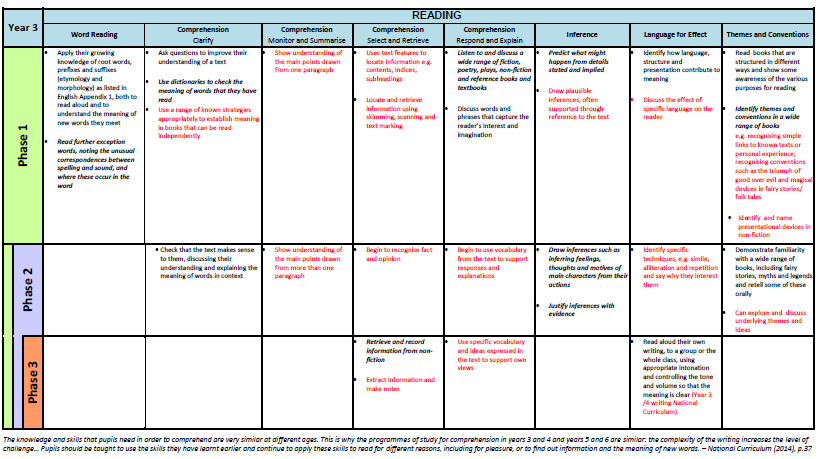 READING
Year 3
Word Reading
Comprehension
Clarify
Comprehension
Monitor and Summarise
Comprehension
Select and Retrieve
Comprehension
Respond and Explain
Inference
Language for Effect
Themes and Conventions
Phase 1
• Apply their growing
knowledge of root words,
prefixes and suffixes
(etymology and
morphology) as listed in
English Appendix 1, both to
read aloud and to
understand the meaning of
new words they meet
• Read further exception
words, noting the unusual
correspondences between
spelling and sound, and
where these occur in the
word
• Ask questions to improve their
understanding of a text
• Use dictionaries to check the
meaning of words that they have
read
• Use a range of known strategies
appropriately to establish meaning
in books that can be read
independently
• Show understanding of
the main points drawn
from one paragraph
• Uses text features to
locate information e.g.
contents, indices,
subheadings
• Locate and retrieve
information using
skimming, scanning and
text marking
• Listen to and discuss a
wide range of fiction,
poetry, plays, non-fiction
and reference books and
textbooks
• Discuss words and
phrases that capture the
reader's interest and
imagination
• Predict what might
happen from details
stated and implied
• Draw plausible
inferences, often
supported through
reference to the text
• Identify how language,
structure and
presentation contribute to
meaning
• Discuss the effect of
specific language on the
reader
• Read books that are
structured in different
ways and show some
awareness of the various
purposes for reading
• Identify themes and
conventions in a wide
range of books
e.g. recognising simple
links to known texts or
personal experience;
recognising conventions
such as the triumph of
good over evil and magical
devices in fairy stories/
folk tales
• Identify and name
presentational devices in
non-fiction
Phase 2
• Check that the text makes sense
to them, discussing their
understanding and explaining the
meaning of words in context
• Show understanding of
the main points drawn
from more than one
paragraph
• Begin to recognise fact
and opinion
• Begin to use vocabulary
from the text to support
responses and
explanations
• Draw inferences such as
inferring feelings,
thoughts and motives of
main characters from their
actions
• Justify inferences with
evidence
• Identify specific
techniques, e.g. simile,
alliteration and repetition
and say why they interest
them
• Demonstrate familiarity
with a wide range of
books, including fairy
stories, myths and legends
and retell some of these
orally
• Can explore and discuss
underlying themes and
ideas
Phase 3
• Retrieve and record
information from non-
fiction
• Extract information and
make notes
• Use specific vocabulary
and ideas expressed in
the text to support own
views
• Read aloud their own
writing, to a group or the
whole class, using
appropriate intonation
and controlling the tone
and volume so that the
meaning is clear (Year 3
/4 writing National
Curriculum)
The knowledge and skills that pupils need in order to comprehend are very similar at different ages. This is why the programmes of study for comprehension in years 3 and 4 and years 5 and 6 are similar: the complexity of the writing increases the level of
challenge... Pupils should be taught to use the skills they have learnt earlier and continue to apply these skills to read for different reasons, including for pleasure, or to find out information and the meaning of new words. – National Curriculum (2014), p.37